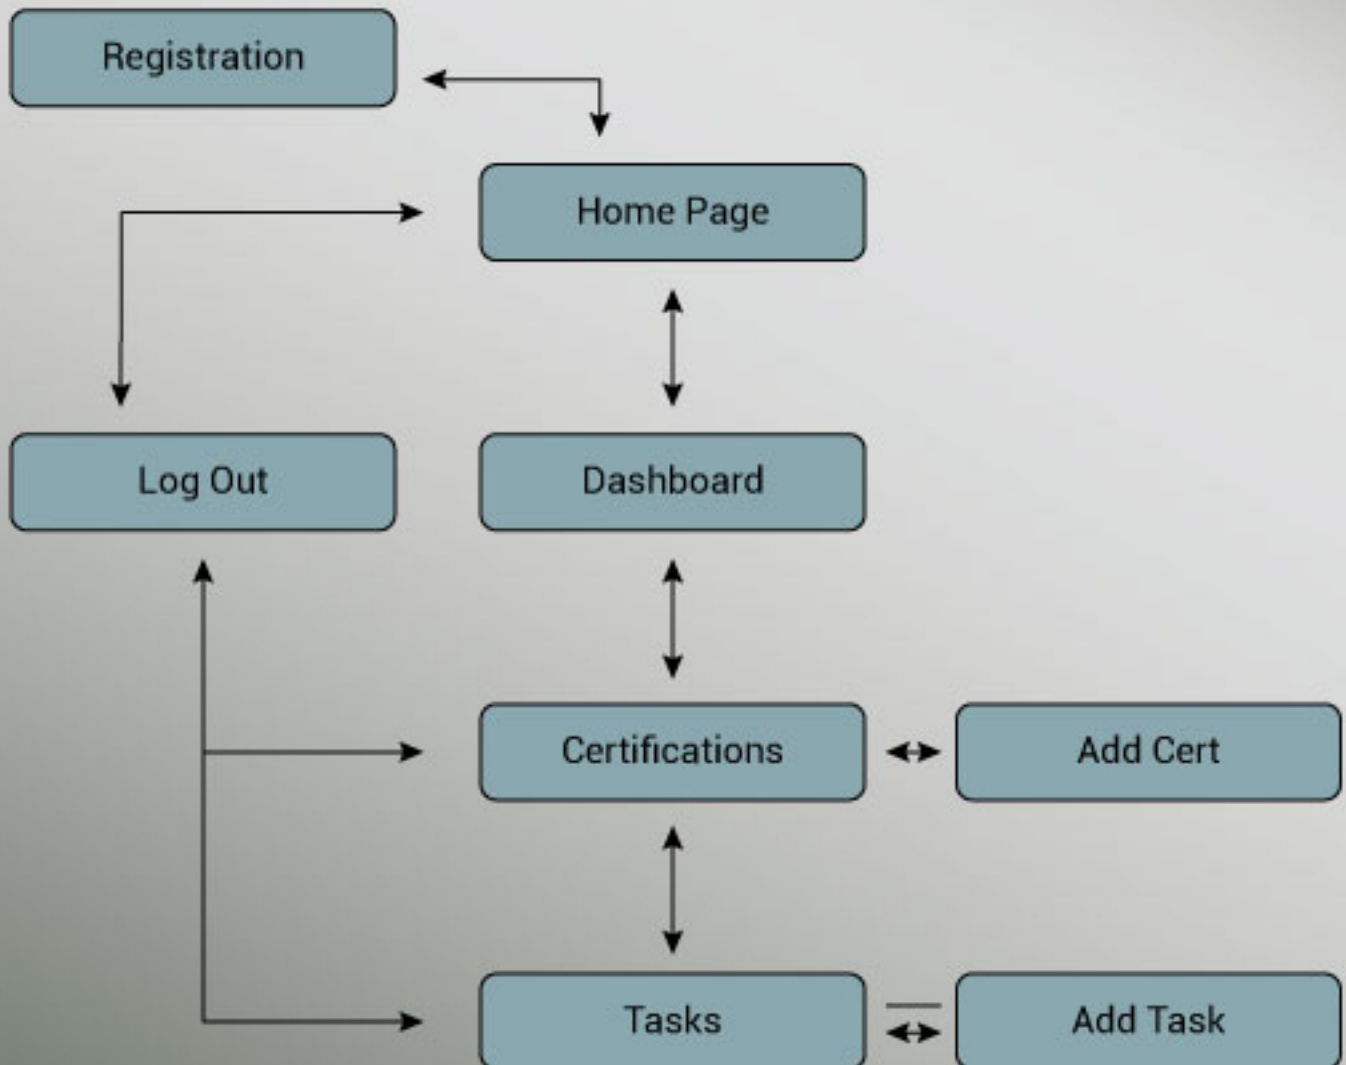 Registration
Home Page
Log Out
Dashboard
Certifications
Add Cert
Tasks
Add Task